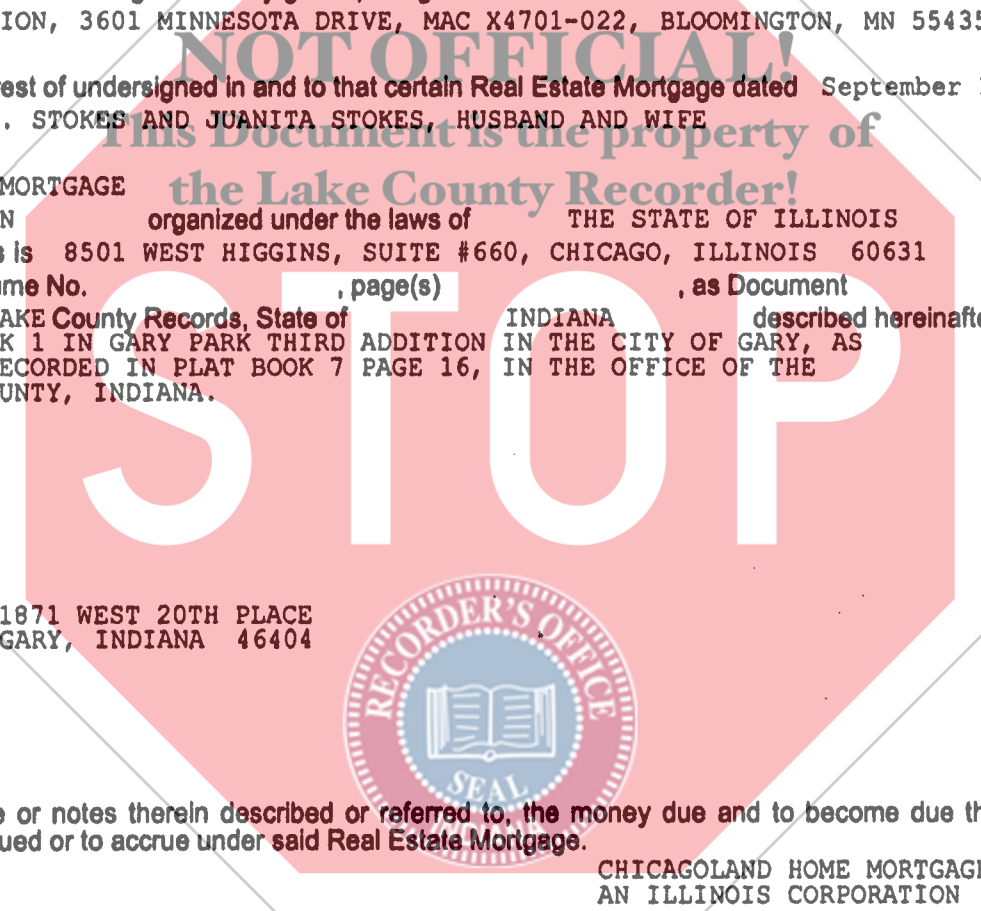 ION, 3601 MINNESOTA DRIVE, MAC X4701-022, BLOOMINGTON, MN 55435
NOT OFFICIAL!
rest of undersigned in and to that certain Real Estate Mortgage dated September
. STOKES AND JUANITA STOKES, HUSBAND AND WIFE
This Document is the property of
MORTGAGE
the Lake County Recorder!
N organized under the laws of THE STATE OF ILLINOIS
s is 8501 WEST HIGGINS, SUITE #660, CHICAGO, ILLINOIS 60631
me No. , page(s) , as Document
AKE County Records, State of INDIANA described hereinafte
K 1 IN GARY PARK THIRD ADDITION IN THE CITY OF GARY, AS
ECORDED IN PLAT BOOK 7 PAGE 16, IN THE OFFICE OF THE
UNTY, INDIANA.
STOP
1871 WEST 20TH PLACE
GARY, INDIANA 46404
RECORDER'S OFFICE
SEAL
INDIANA
e or notes therein described or referred to, the money due and to become due th
ued or to accrue under said Real Estate Mortgage.
CHICAGOLAND HOME MORTGAGE
AN ILLINOIS CORPORATION